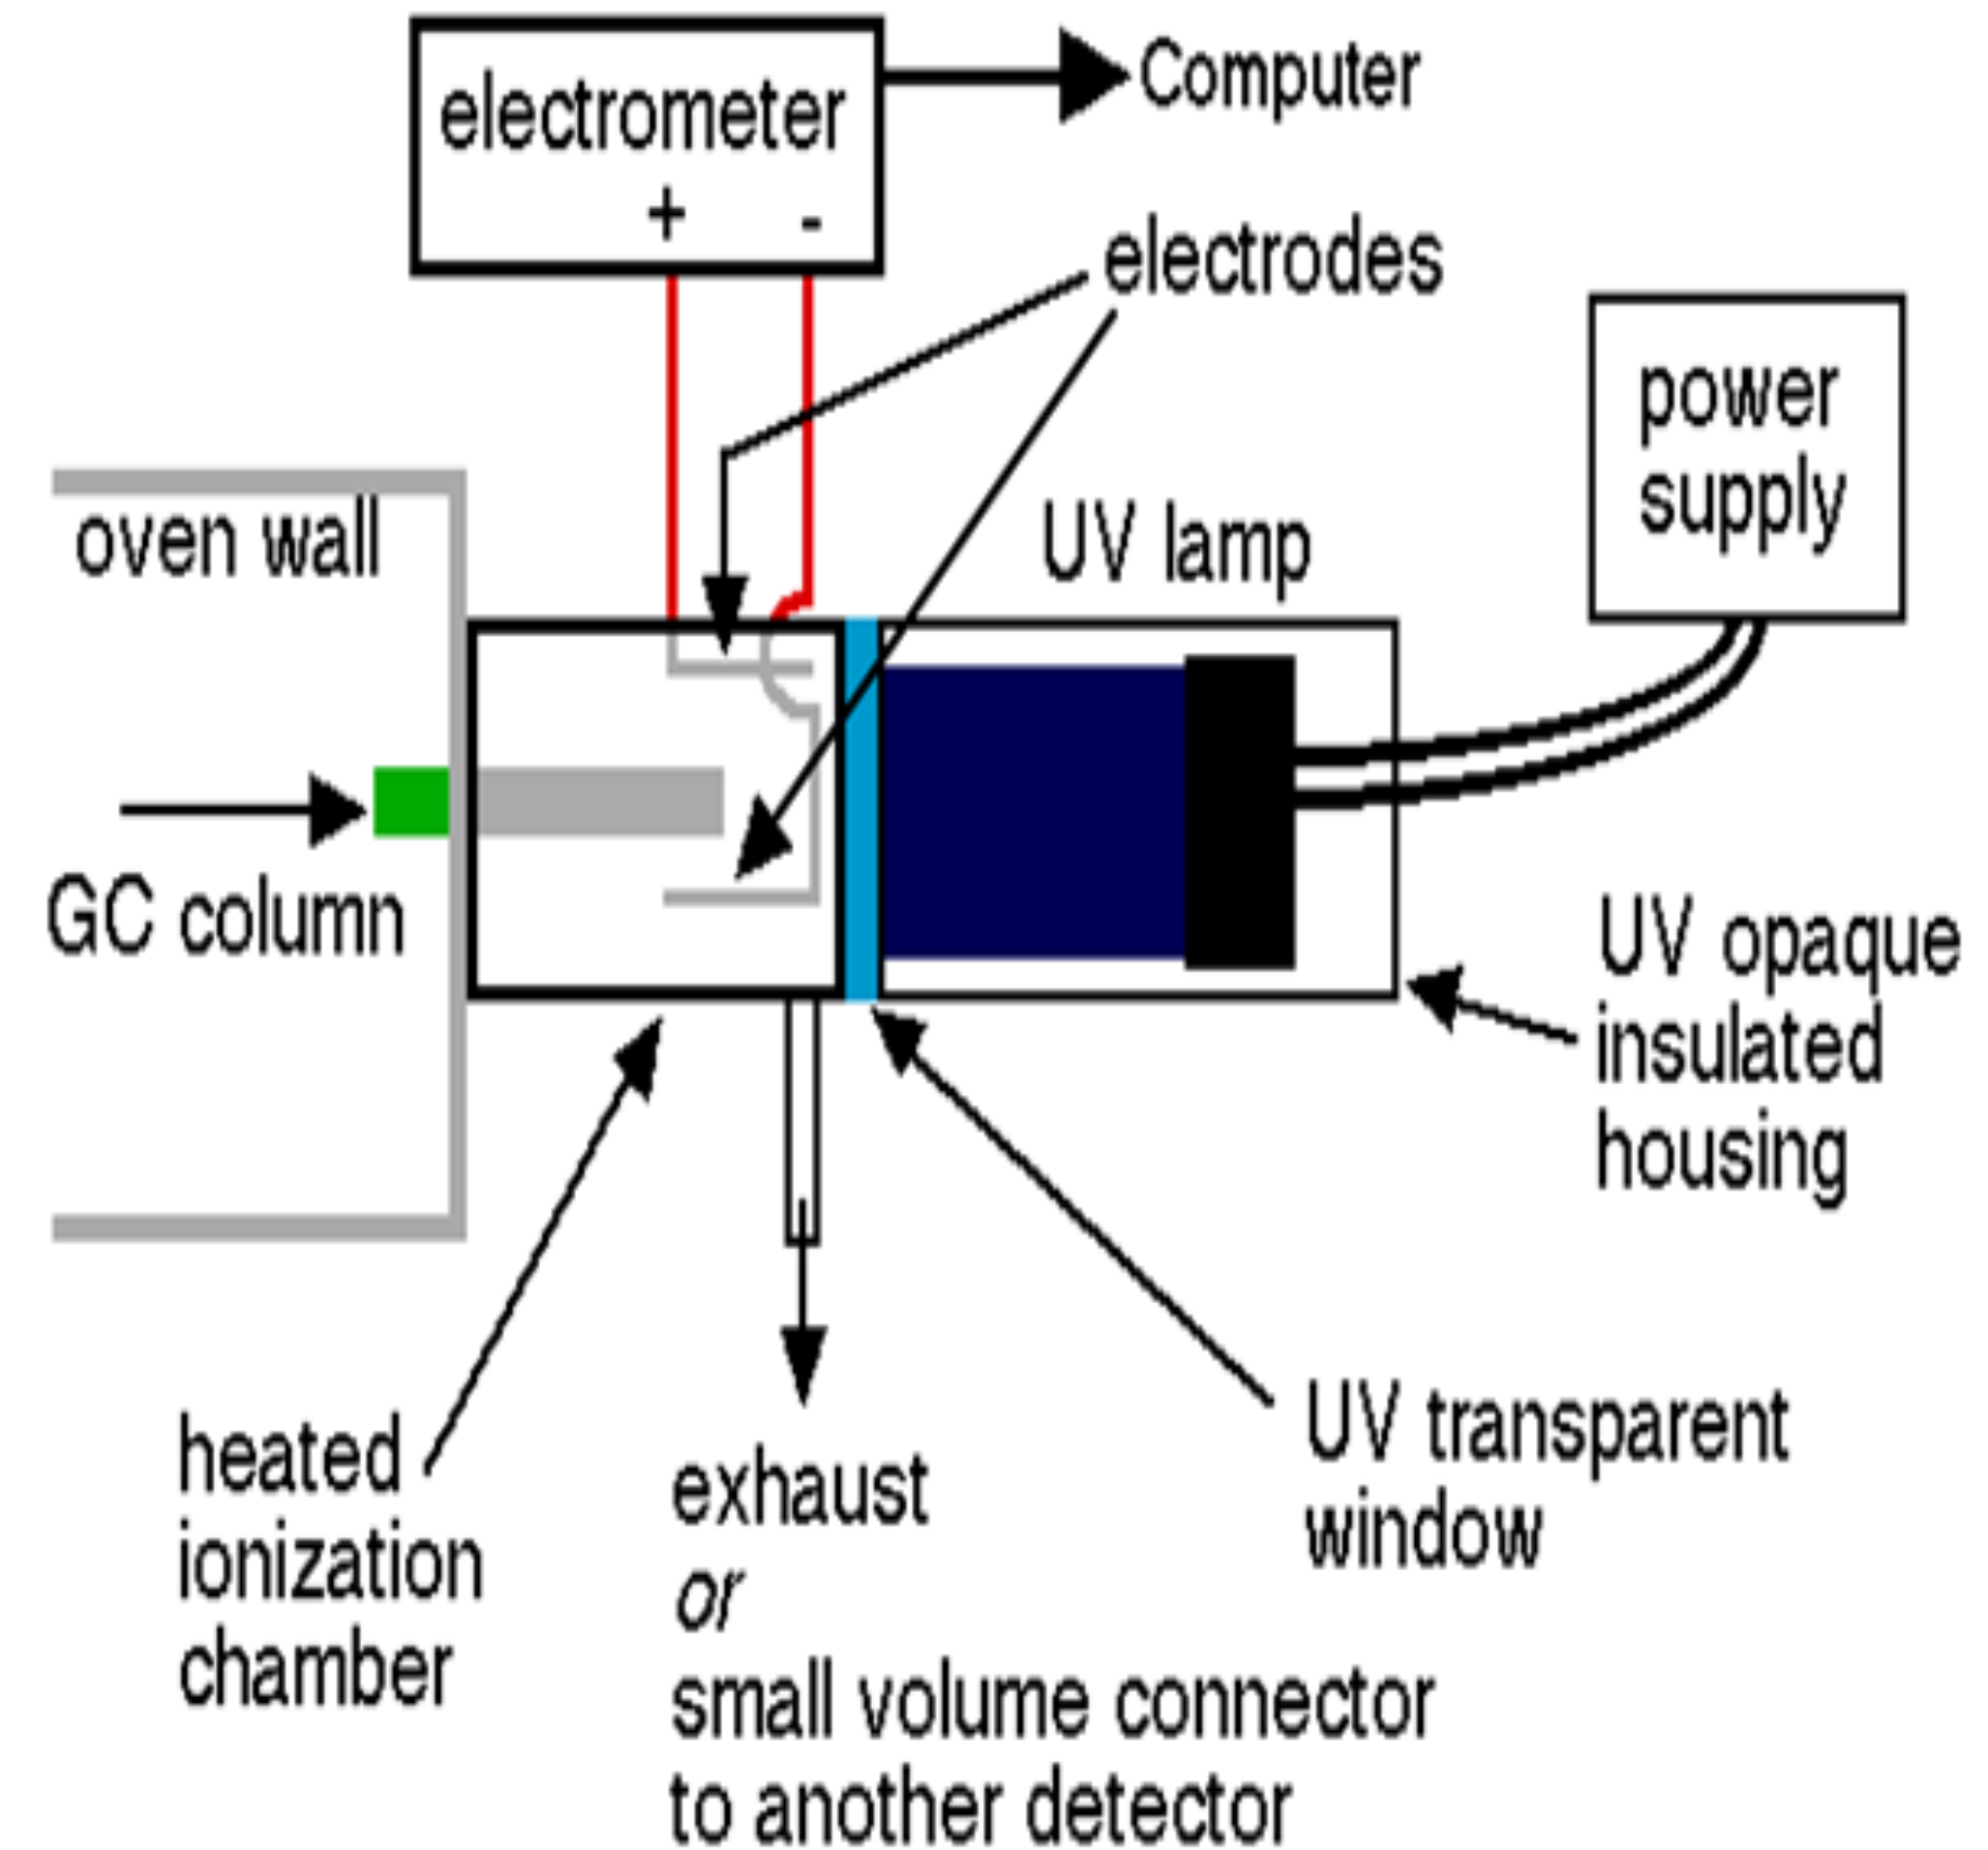 electrometer
+ -
Computer
electrodes
power
supply
oven wall
UV lamp
GC column
UV opaque
insulated
housing
heated
ionization
chamber
exhaust
or
small volume connector
to another detector
UV transparent
window